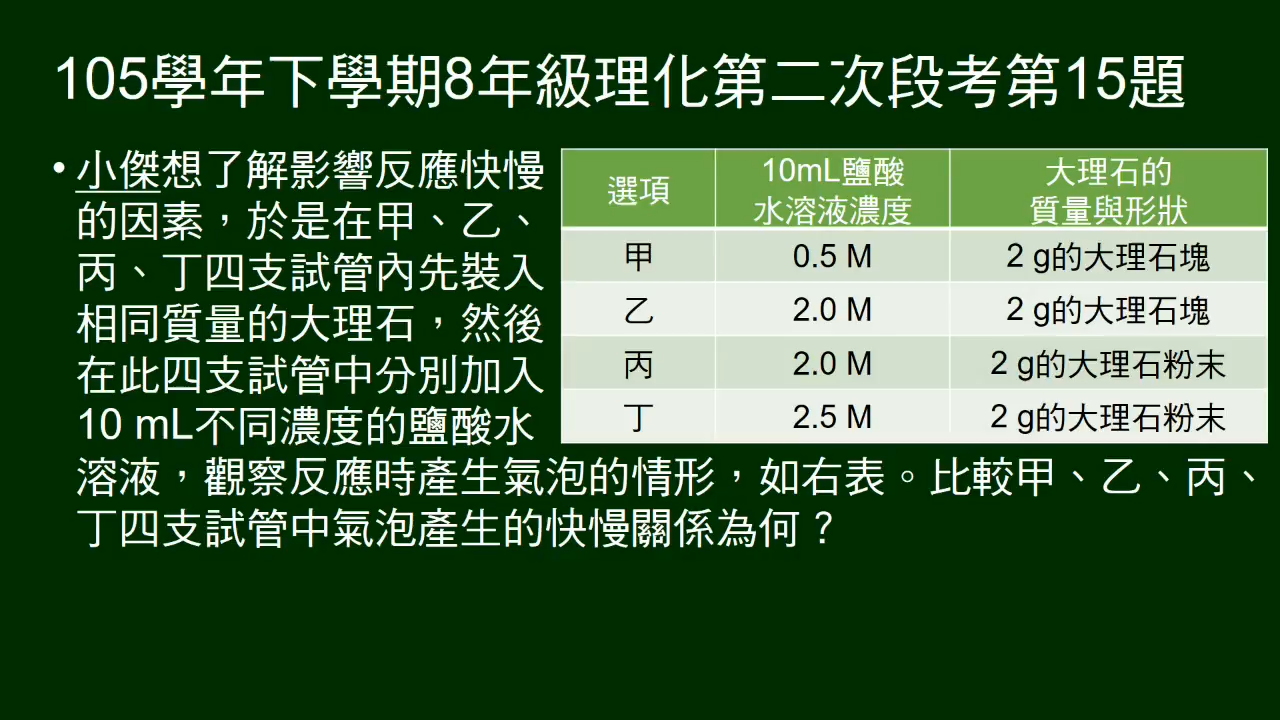 105學年下學期8年級理化第二次段考第15題
• 小傑想了解影響反應快慢
的因素，於是在甲、乙、
丙、丁四支試管內先裝入
相同質量的大理石，然後
在此四支試管中分別加入
10 mL不同濃度的鹽酸水
溶液，觀察反應時產生氣泡的情形，如右表。比較甲、乙、丙、
丁四支試管中氣泡產生的快慢關係為何？
選項 10mL鹽酸 大理石的
水溶液濃度 質量與形狀
甲 0.5 M 2 g的大理石塊
乙 2.0 M 2 g的大理石塊
丙 2.0 M 2 g的大理石粉末
丁 2.5 M 2 g的大理石粉末